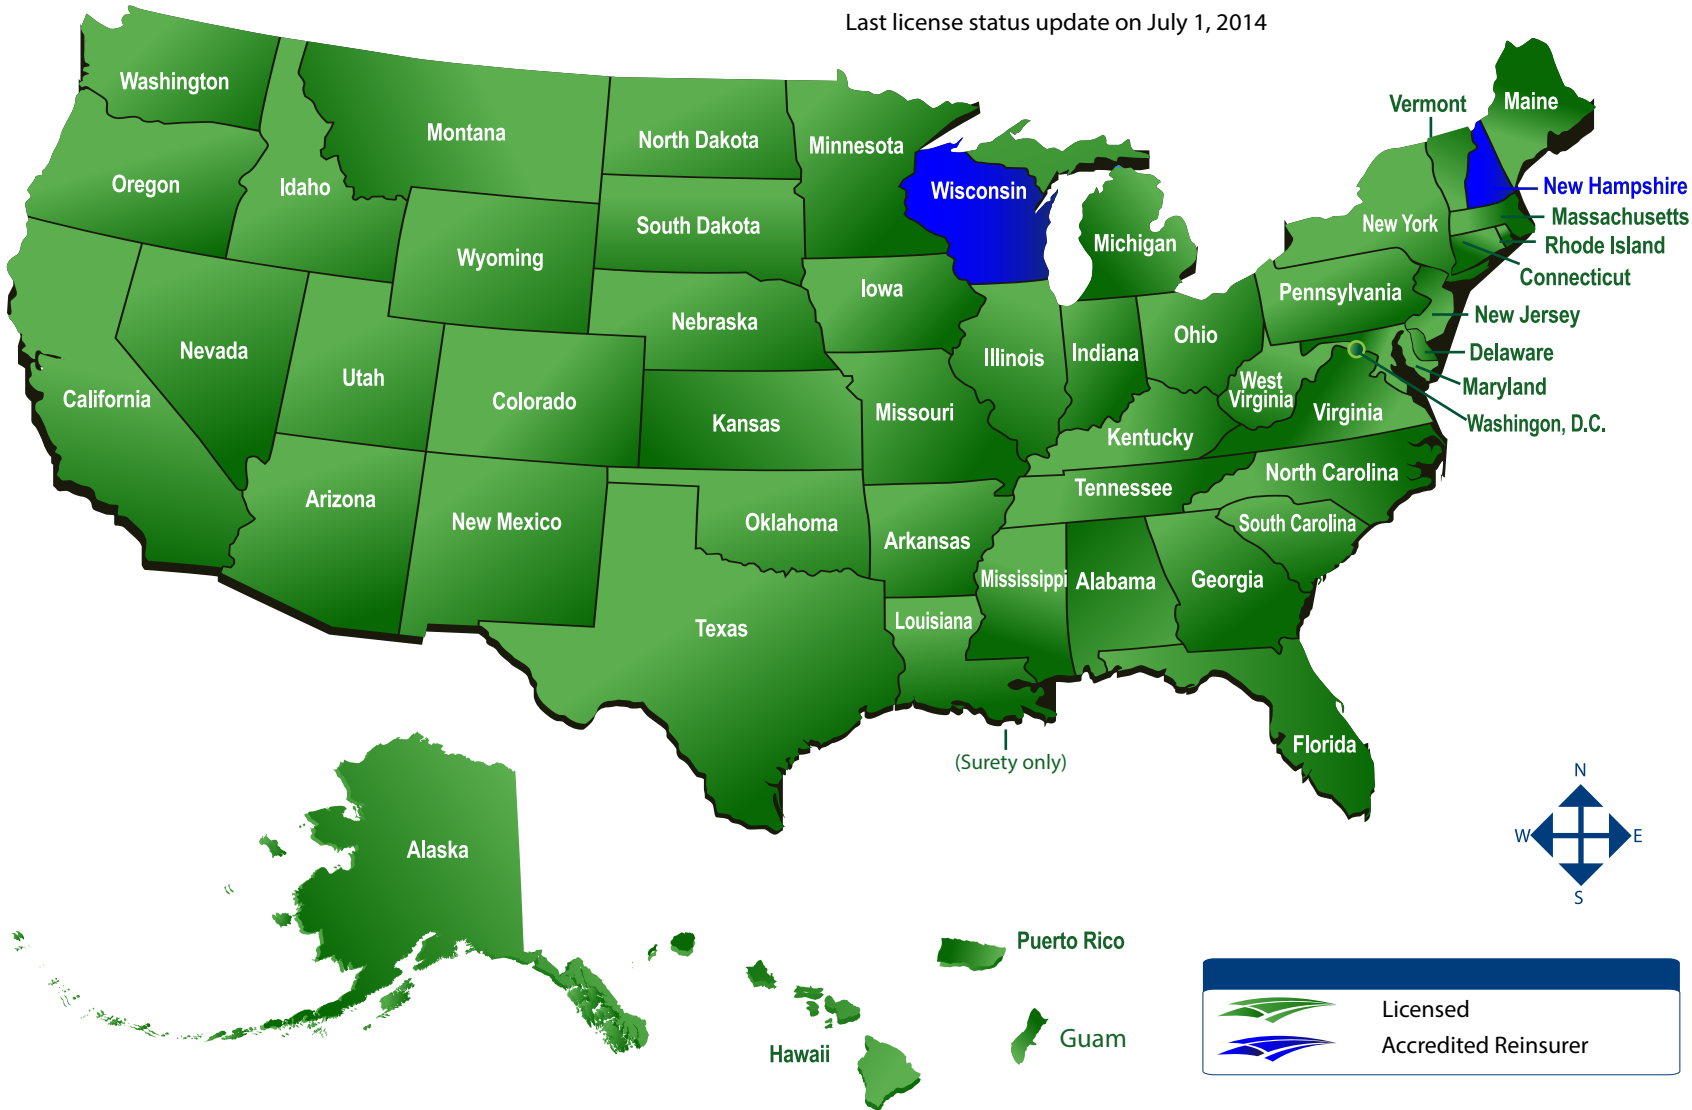 Last license status update on July 1, 2014
Washington
Montana
North Dakota
Minnesota
Vermont
Maine
Oregon
Idaho
Wisconsin
New Hampshire
Massachusetts
South Dakota
New York
Michigan
Rhode Island
Wyoming
Connecticut
Iowa
Pennsylvania
New Jersey
Nebraska
Ohio
Nevada
Illinois
Indiana
Delaware
Utah
West
Virginia
Maryland
California
Colorado
Kansas
Missouri
Virginia
Washingon, D.C.
Kentucky
North Carolina
Arizona
Tennessee
New Mexico
Oklahoma
South Carolina
Arkansas
Mississippi
Alabama
Georgia
Louisiana
Texas
Florida
(Surety only)
N
W
E
S
Alaska
Puerto Rico
Guam
Hawaii
Licensed
Accredited Reinsurer